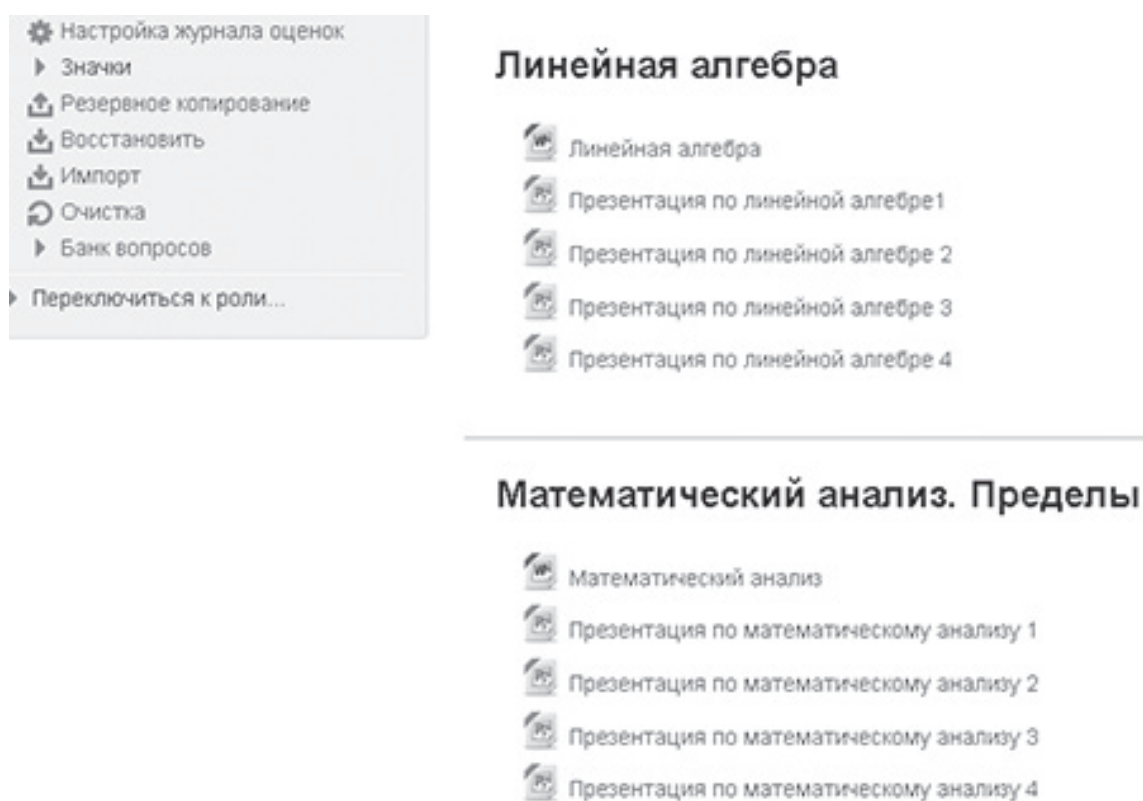 Настройка журнала оценок
Значки
Резервное копирование
Восстановить
Импорт
Очистка
Банк вопросов
Переключиться к роли...
Линейная алгебра
Линейная алгебра
Презентация по линейной алгебре1
Презентация по линейной алгебре 2
Презентация по линейной алгебре 3
Презентация по линейной алгебре 4
Математический анализ. Пределы
Математический анализ
Презентация по математическому анализу 1
Презентация по математическому анализу 2
Презентация по математическому анализу 3
Презентация по математическому анализу 4